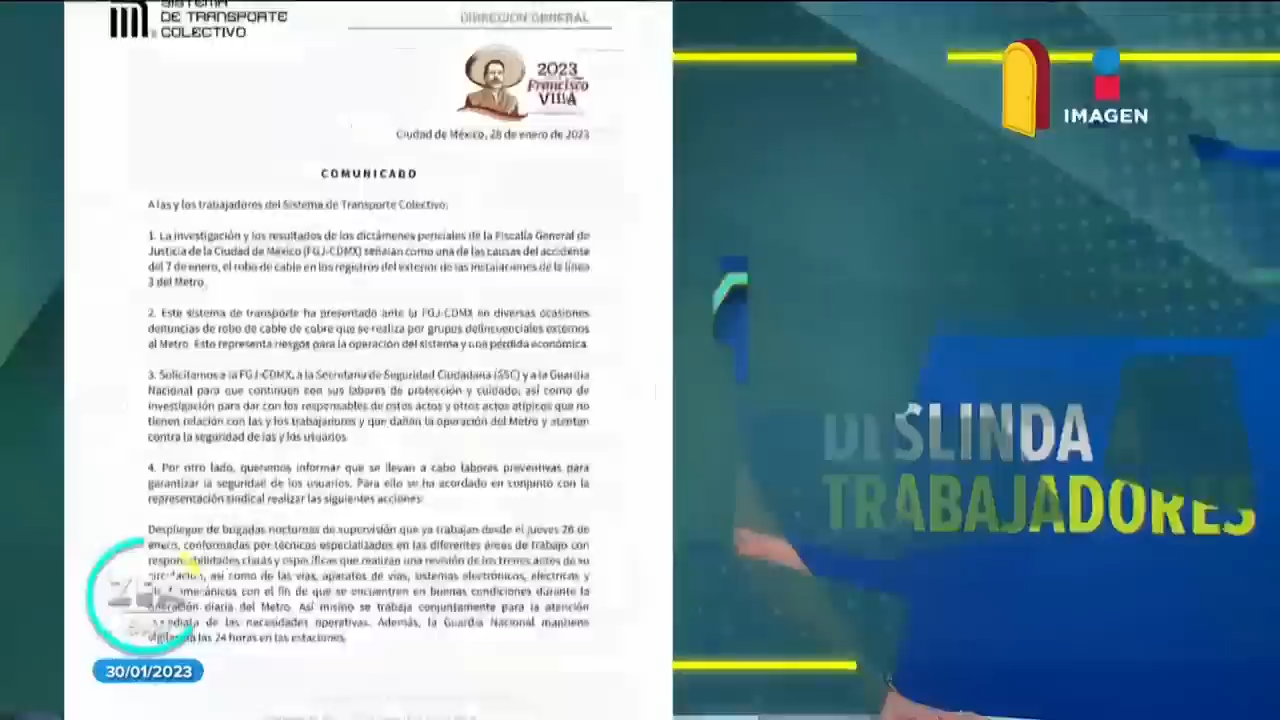 SISTEMA
DE TRANSPORTE
COLECTIVO
DIRECCIÓN GENERAL
2023
Francisco
VILLA
Ciudad de México, 28 de enero de 2023
COMUNICADO
A las y los trabajadores del Sistema de Transporte Colectivo:
1. La investigación y los resultados de los dictámenes periciales de la Fiscalía General de
Justicia de la Ciudad de México (FGJ-CDMX) señalan como una de las causas del accidente
del 7 de enero, el robo de cable en los registros del exterior de las instalaciones de la línea
3 del Metro.
2. Este sistema de transporte ha presentado ante la FGJ-CDMX en diversas ocasiones
denuncias de robo de cable de cobre que se realiza por grupos delincuenciales externos
al Metro. Esto representa riesgos para la operación del sistema y una pérdida económica.
3. Solicitamos a la FGJ-CDMX, a la Secretaría de Seguridad Ciudadana (SSC) y a la Guardia
Nacional para que continúen con sus labores de protección y cuidado, así como de
investigación para dar con los responsables de estos actos y otros actos atípicos que no
tienen relación con las y los trabajadores y que dañan la operación del Metro y atentan
contra la seguridad de las y los usuarios.
4. Por otro lado, queremos informar que se llevan a cabo labores preventivas para
garantizar la seguridad de los usuarios. Para ello se ha acordado en conjunto con la
representación sindical realizar las siguientes acciones:
Despliegue de brigadas nocturnas de supervisión que ya trabajan desde el jueves 26 de
enero, conformadas por técnicos especializados en las diferentes áreas de trabajo con
responsabilidades claras y específicas que realizan una revisión de los trenes antes de su
circulación, así como de las vías, aparatos de vías, sistemas electrónicos, eléctricos y
mecánicos con el fin de que se encuentren en buenas condiciones durante la
operación diaria del Metro. Así mismo se trabaja conjuntamente para la atención
inmediata de las necesidades operativas. Además, la Guardia Nacional mantiene
vigilancia las 24 horas en las estaciones.
30/01/2023
IMAGEN
DESLINDA
TRABAJADORES